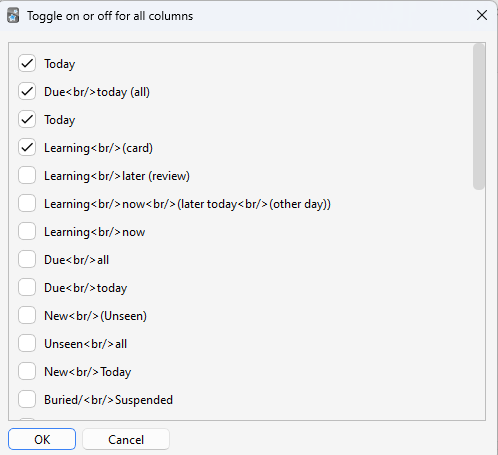 Toggle on or off for all columns
Today
Due<br/>today (all)
Today
Learning<br/>(card)
Learning<br/>later (review)
Learning<br/>now<br/>(later today<br/>(other day))
Learning<br/>now
Due<br/>all
Due<br/>today
New<br/>(Unseen)
Unseen<br/>all
New<br/>Today
Buried/<br/>Suspended
OK
Cancel